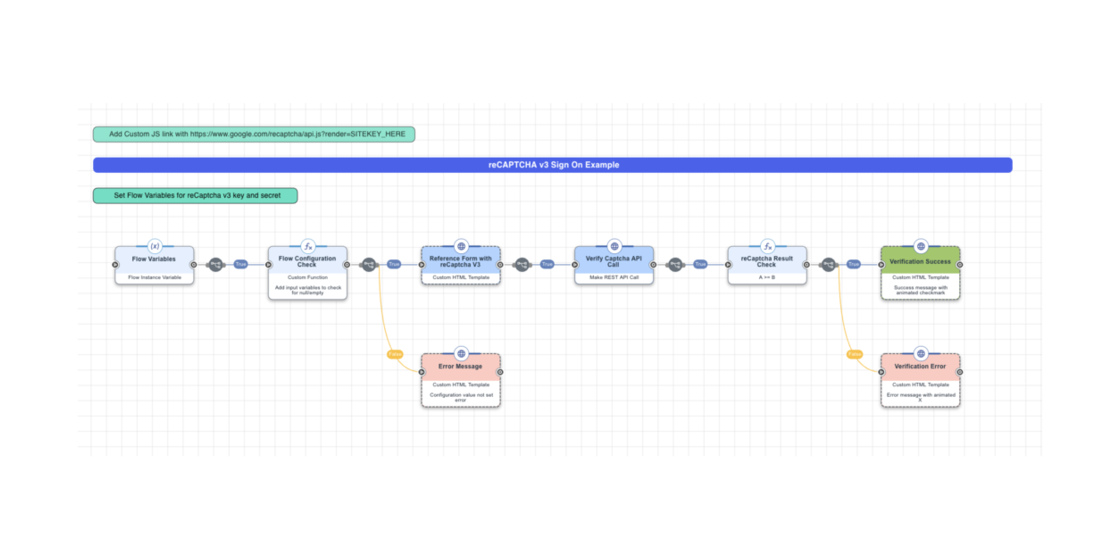 Add Custom JS link with https://www.google.com/recaptcha/api.js?render=SITEKEY_HERE
reCAPTCHA v3 Sign On Example
Set Flow Variables for reCaptcha v3 key and secret
Flow Variables
Flow Instance Variable
True
Flow Configuration
Check
Custom Function
Add input variables to check
for null/empty
True
Reference Form with
reCaptcha V3
Custom HTML Template
True
Verify Captcha API
Call
Make REST API Call
True
reCaptcha Result
Check
A == B
True
Verification Success
Custom HTML Template
Success message with
animated checkmark
False
Error Message
Custom HTML Template
Configuration value not set
error
False
Verification Error
Custom HTML Template
Error message with animated
X